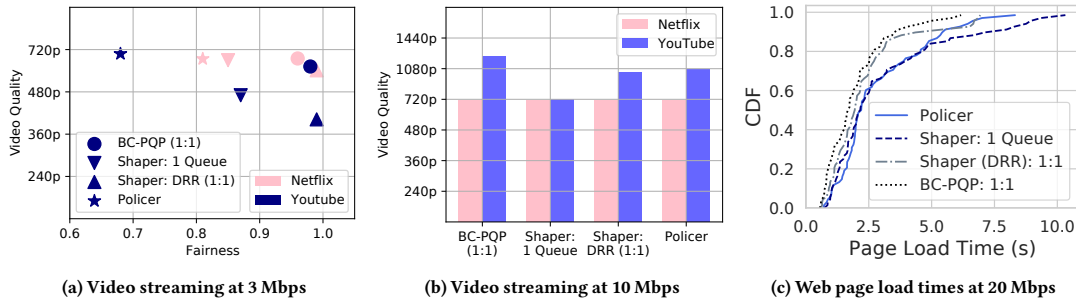 720p
480p
360p
240p
Video Quality
BC-PQP (1:1)
Shaper: 1 Queue
Shaper: DRR (1:1)
Policer
Netflix
Youtube
0.6 0.7 0.8 0.9 1.0
Fairness
(a) Video streaming at 3 Mbps
Netflix
YouTube
1440p
1080p
720p
480p
360p
240p
Video Quality
BC-PQP
(1:1)
Shaper:
1 Queue
Shaper:
DRR (1:1)
Policer
(b) Video streaming at 10 Mbps
1.0
0.8
0.6
0.4
0.2
0.0
CDF
Policer
Shaper: 1 Queue
Shaper (DRR): 1:1
BC-PQP: 1:1
0.0 2.5 5.0 7.5 10.0
Page Load Time (s)
(c) Web page load times at 20 Mbps